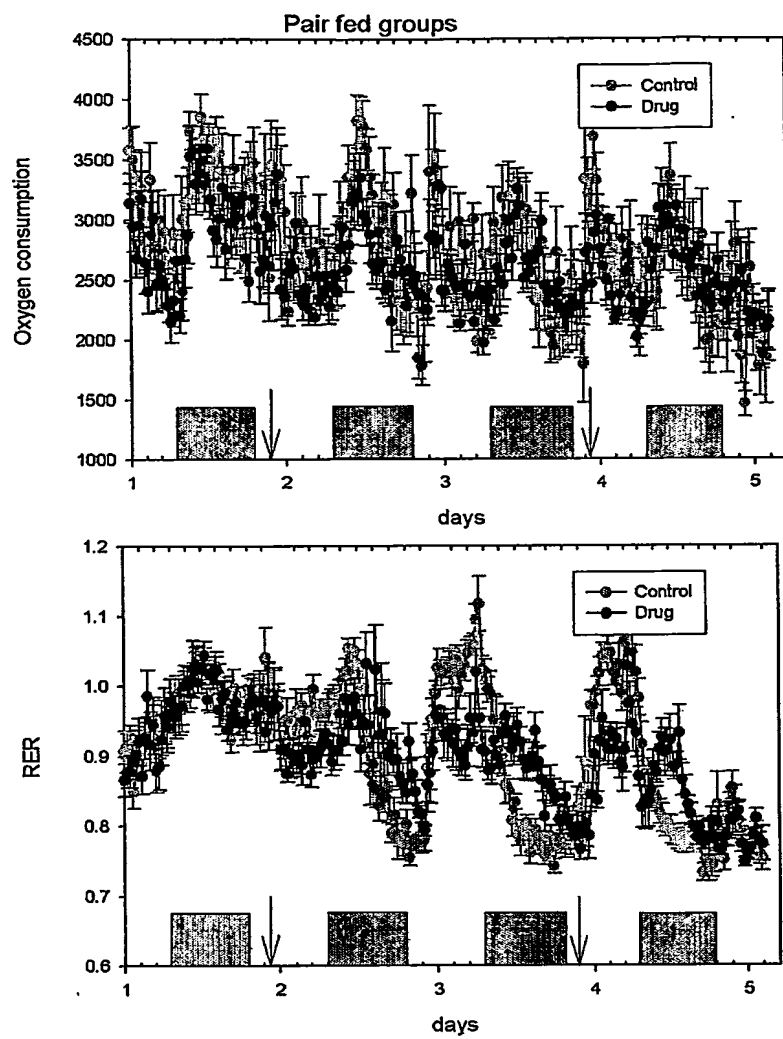 Pair fed groups
4500
4000
3500
3000
2500
2000
1500
1000
Oxygen consumption
Control
Drug
1 2 3 4 5
days
1.2
1.1
1.0
0.9
0.8
0.7
0.6
RER
Control
Drug
1 2 3 4 5
days